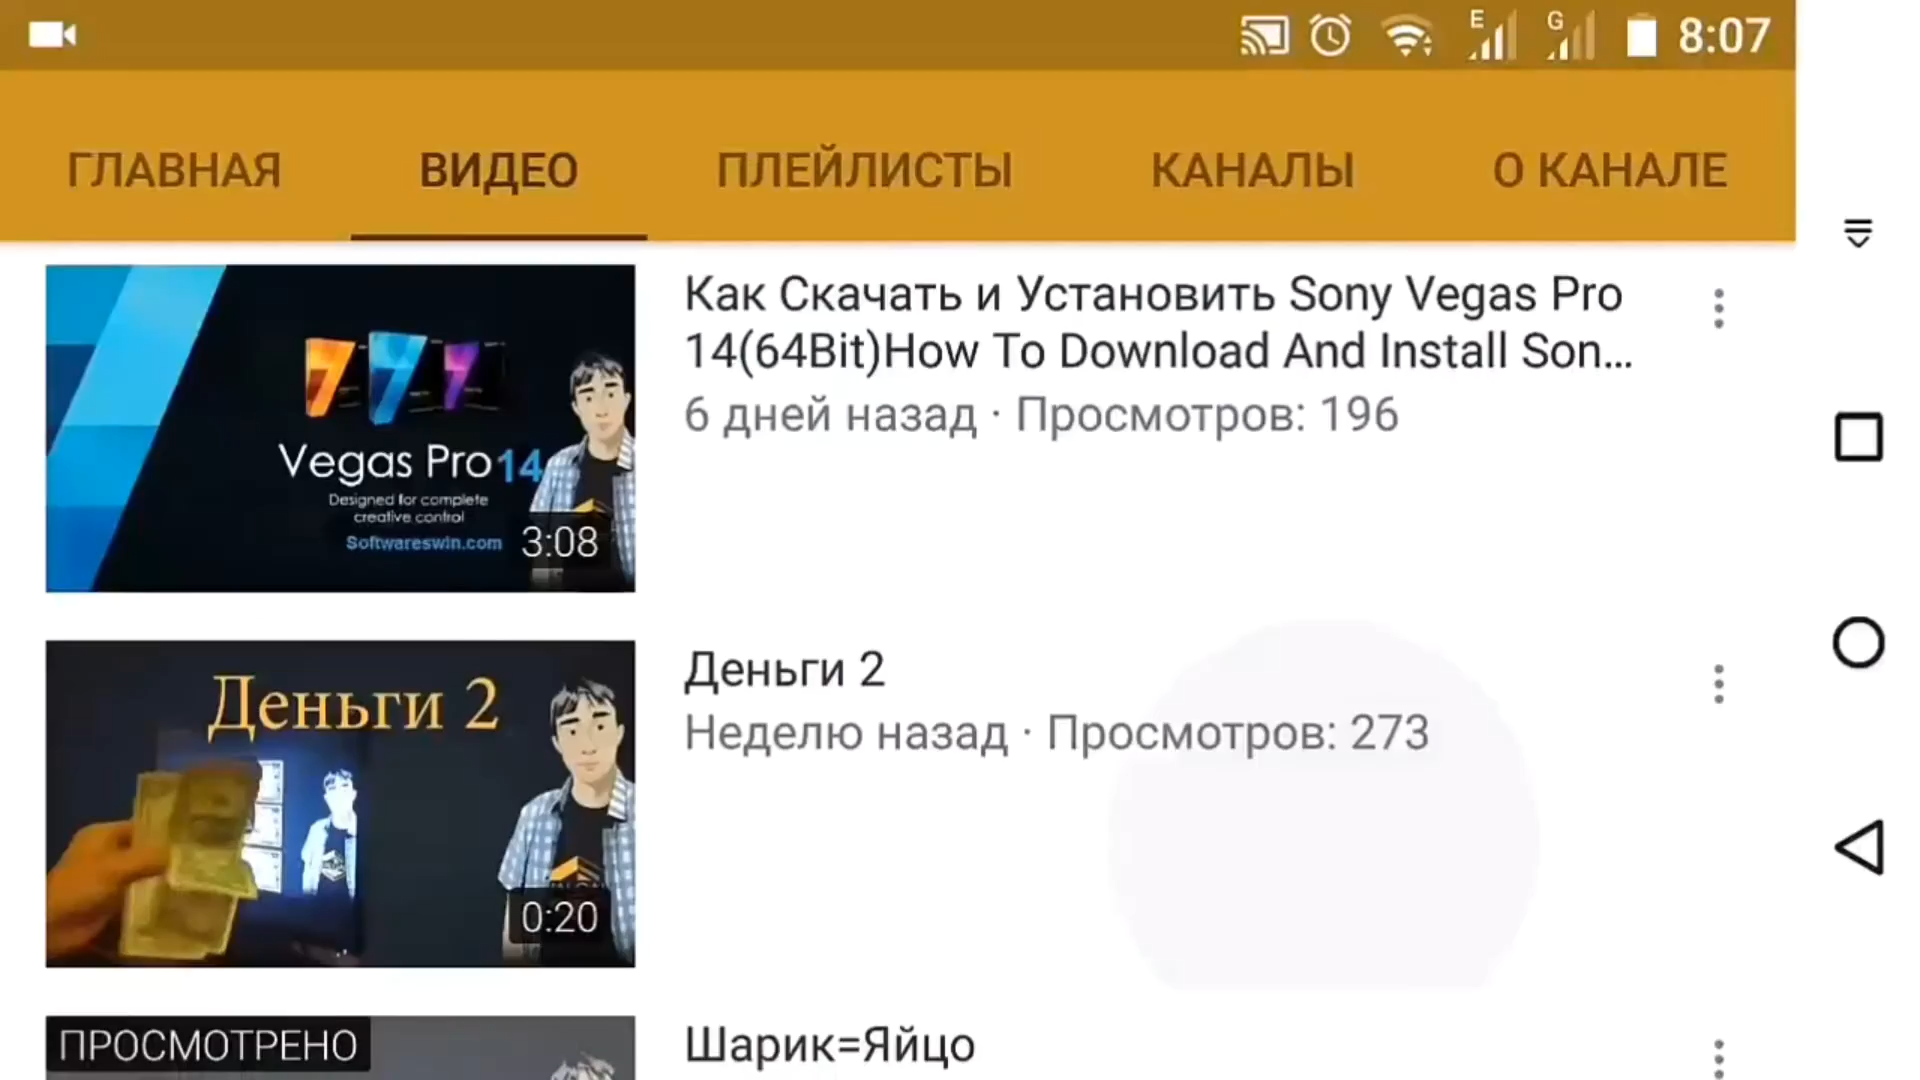 E G 8:07
ГЛАВНАЯ ВИДЕО ПЛЕЙЛИСТЫ КАНАЛЫ О КАНАЛЕ
Vegas Pro 14
Designed for complete
creative control
Softwareswin.com
3:08
Как Скачать и Установить Sony Vegas Pro
14(64Bit)How To Download And Install Son...
6 дней назад · Просмотров: 196
Деньги 2
0:20
Деньги 2
Неделю назад · Просмотров: 273
ПРОСМОТРЕНО
Шарик=Яйцо